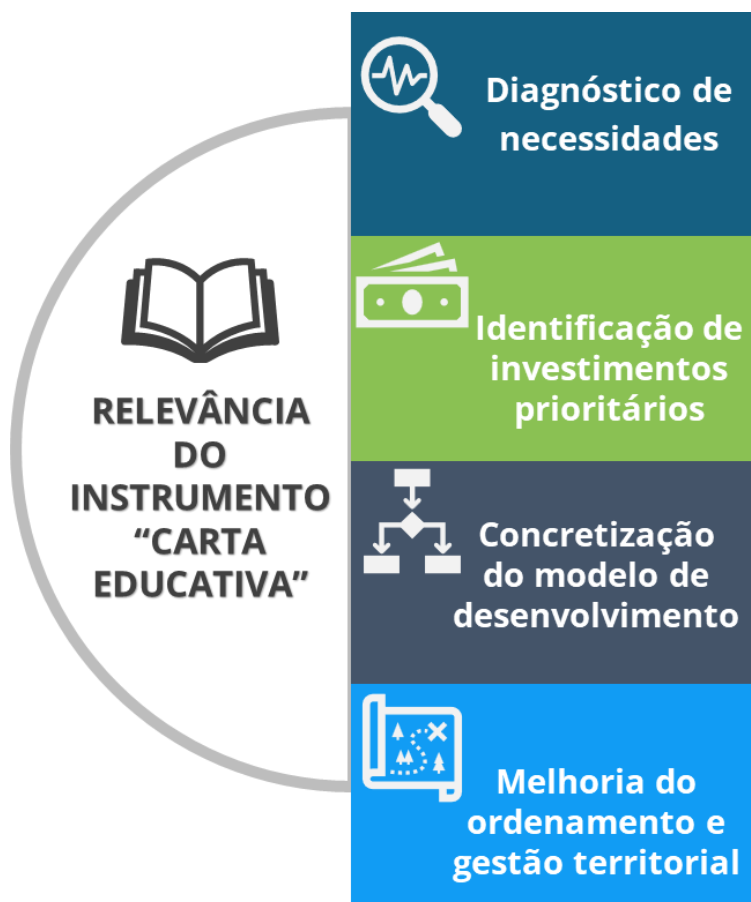 RELEVÂNCIA
DO
INSTRUMENTO
“CARTA
EDUCATIVA”
Diagnóstico de
necessidades
Identificação de
investimentos
prioritários
Concretização
do modelo de
desenvolvimento
Melhoria do
ordenamento e
gestão territorial